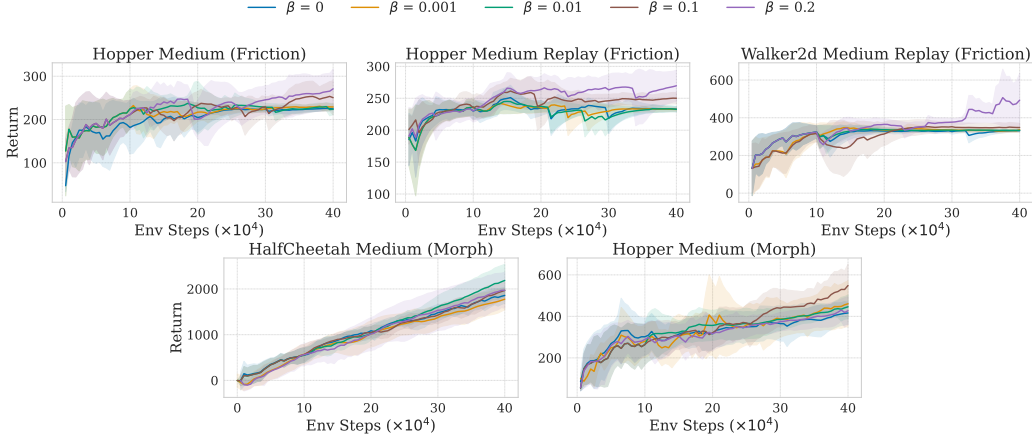 β = 0 β = 0.001 β = 0.01 β = 0.1 β = 0.2
Hopper Medium (Friction)
300
200
100
Return
0 10 20 30 40
Env Steps (×10⁴)
Hopper Medium Replay (Friction)
300
250
200
150
100
0 10 20 30 40
Env Steps (×10⁴)
Walker2d Medium Replay (Friction)
600
400
200
0
0 10 20 30 40
Env Steps (×10⁴)
HalfCheetah Medium (Morph)
2000
1000
0
Return
0 10 20 30 40
Env Steps (×10⁴)
Hopper Medium (Morph)
600
400
200
0 10 20 30 40
Env Steps (×10⁴)